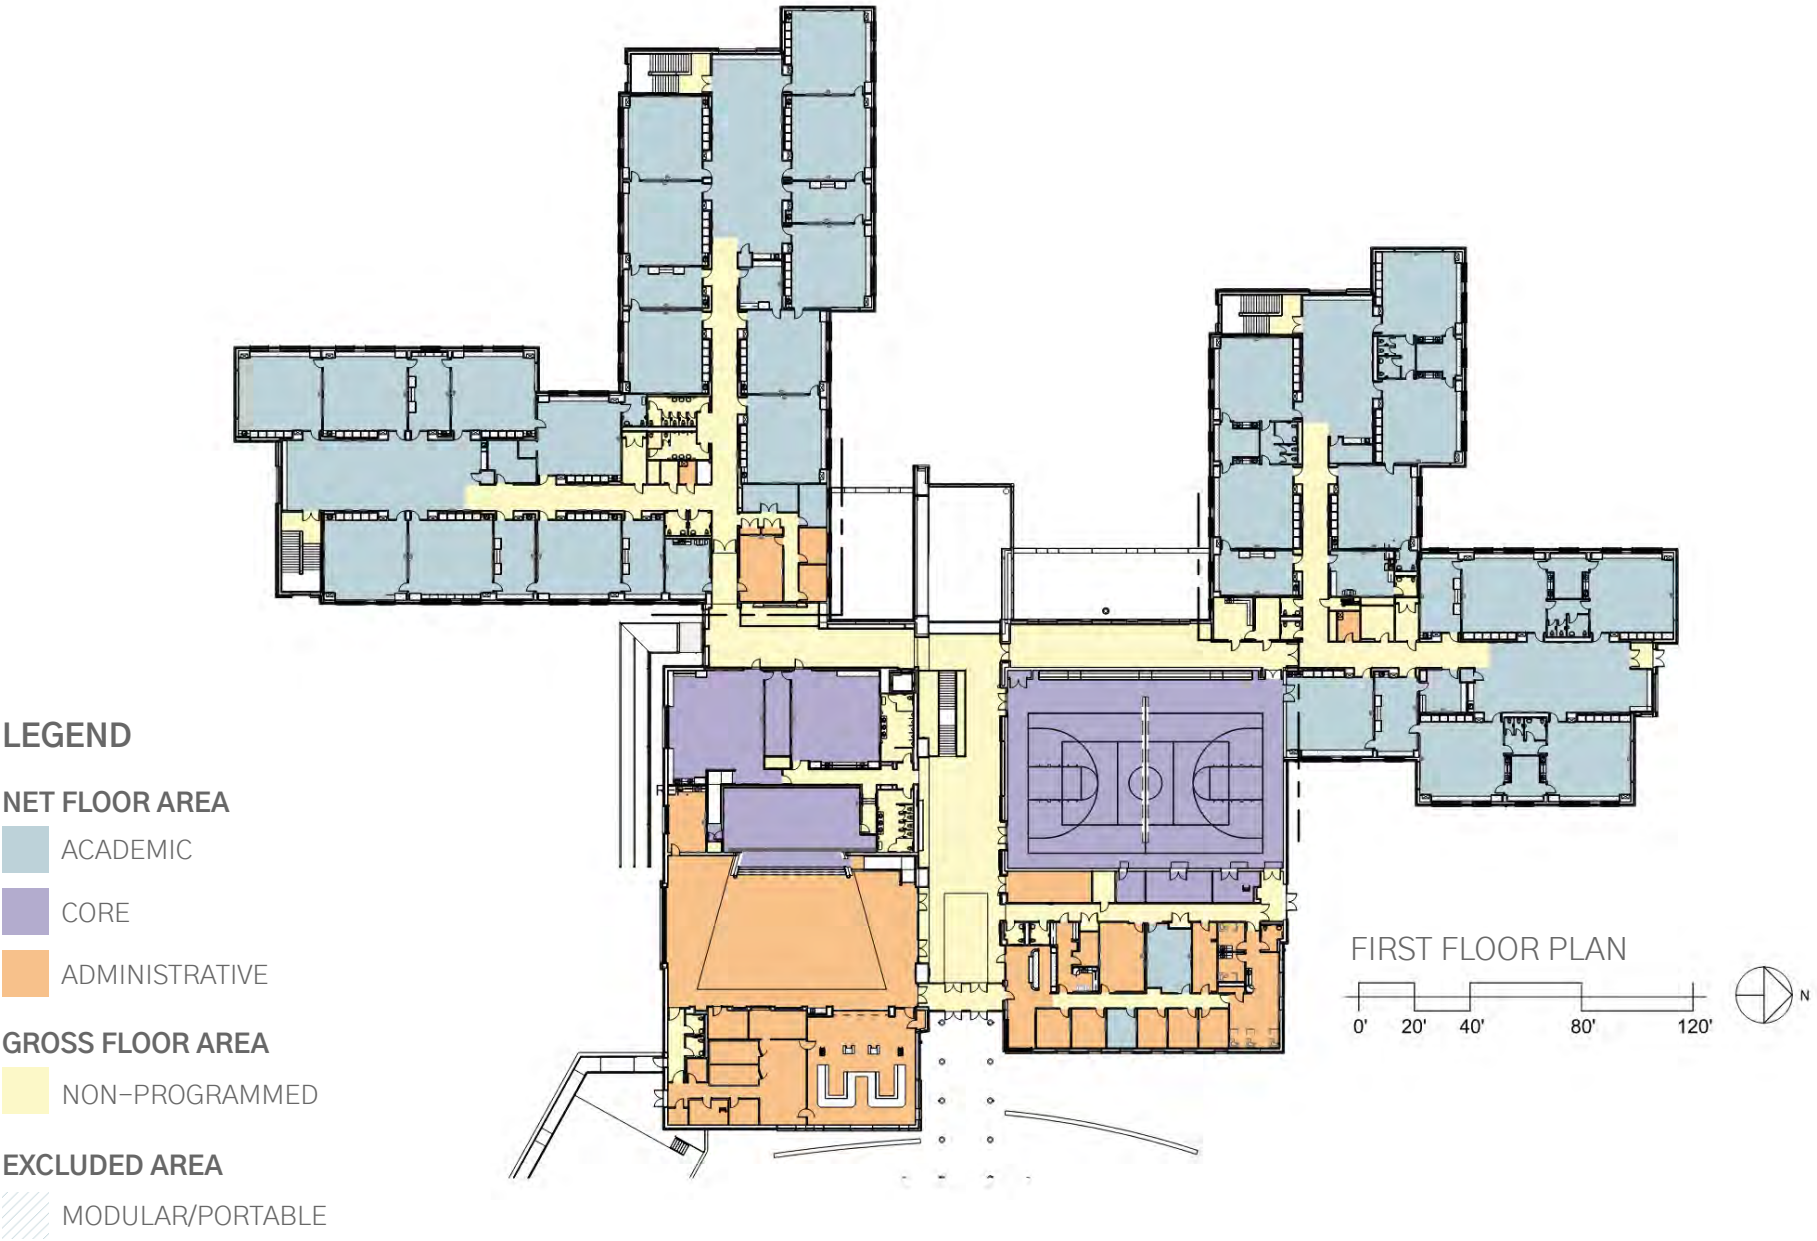 LEGEND
NET FLOOR AREA
ACADEMIC
CORE
ADMINISTRATIVE
GROSS FLOOR AREA
NON-PROGRAMMED
EXCLUDED AREA
MODULAR/PORTABLE
FIRST FLOOR PLAN
0' 20' 40' 80' 120'
N